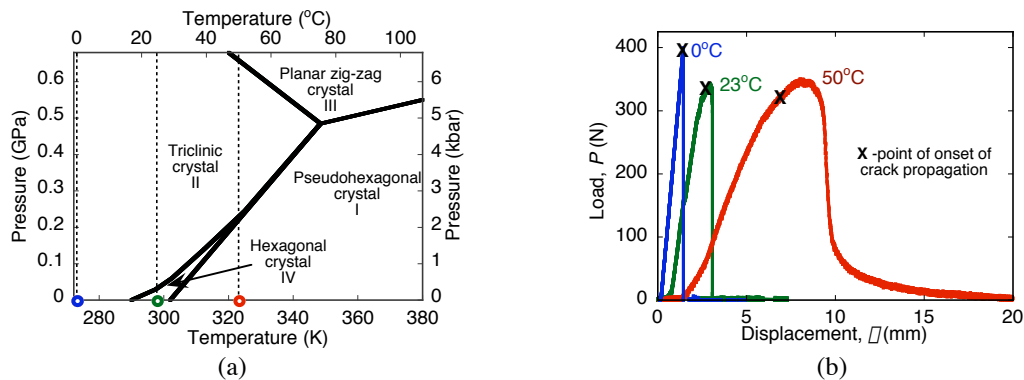 Temperature (°C)
0 20 40 60 80 100
Pressure (GPa)
0.6
0.5
0.4
0.3
0.2
0.1
0
Planar zig-zag
crystal
III
Triclinic
crystal
II
Pseudohexagonal
crystal
I
Hexagonal
crystal
IV
6
5
4
3
2
1
0
Pressure (kbar)
280 300 320 340 360 380
Temperature (K)
(a)
Load, P (N)
400
300
200
100
0
X 0°C
X 23°C
X 50°C
X -point of onset of
crack propagation
0 5 10 15 20
Displacement, ▯ (mm)
(b)